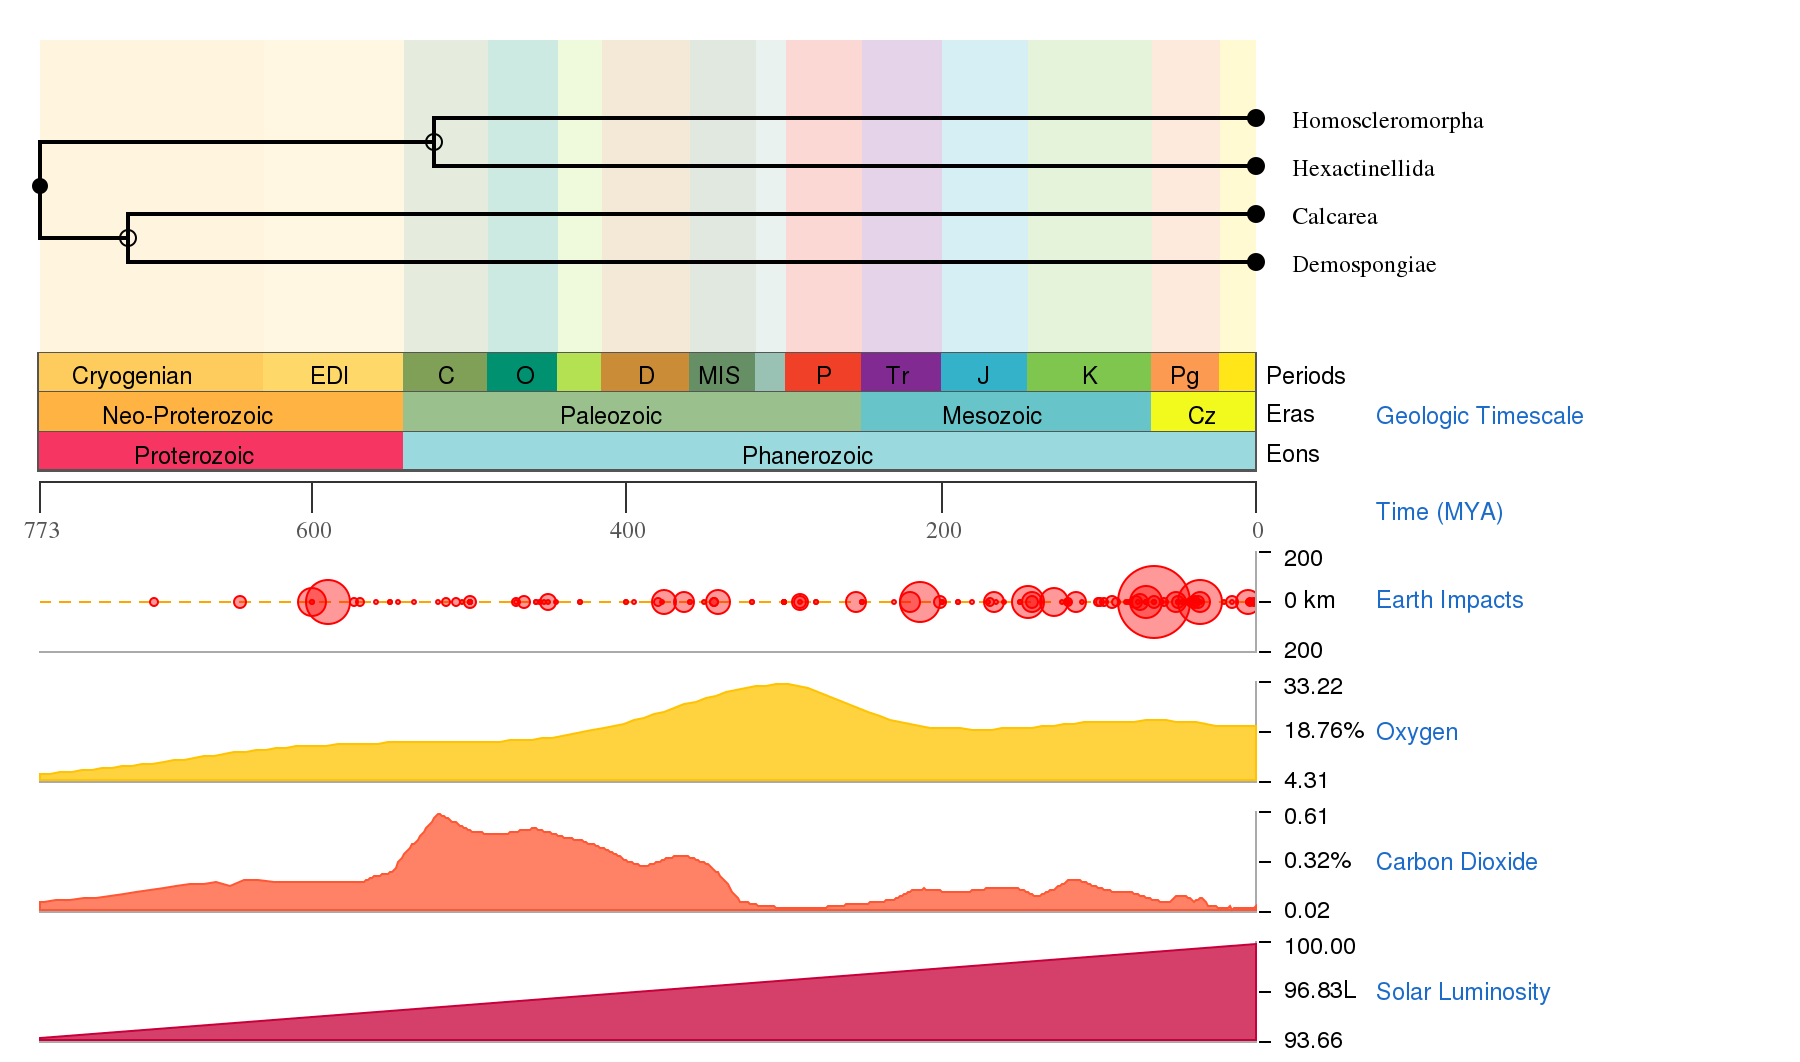 Homoscleromorpha
Hexactinellida
Calcarea
Demospongiae
Cryogenian EDI C O D MIS P Tr J K Pg Periods
Neo-Proterozoic Paleozoic Mesozoic Cz Eras Geologic Timescale
Proterozoic Phanerozoic Eons
Time (MYA)
773 600 400 200 0
200
0 km Earth Impacts
200
33.22
18.76% Oxygen
4.31
0.61
0.32% Carbon Dioxide
0.02
100.00
96.83L Solar Luminosity
93.66